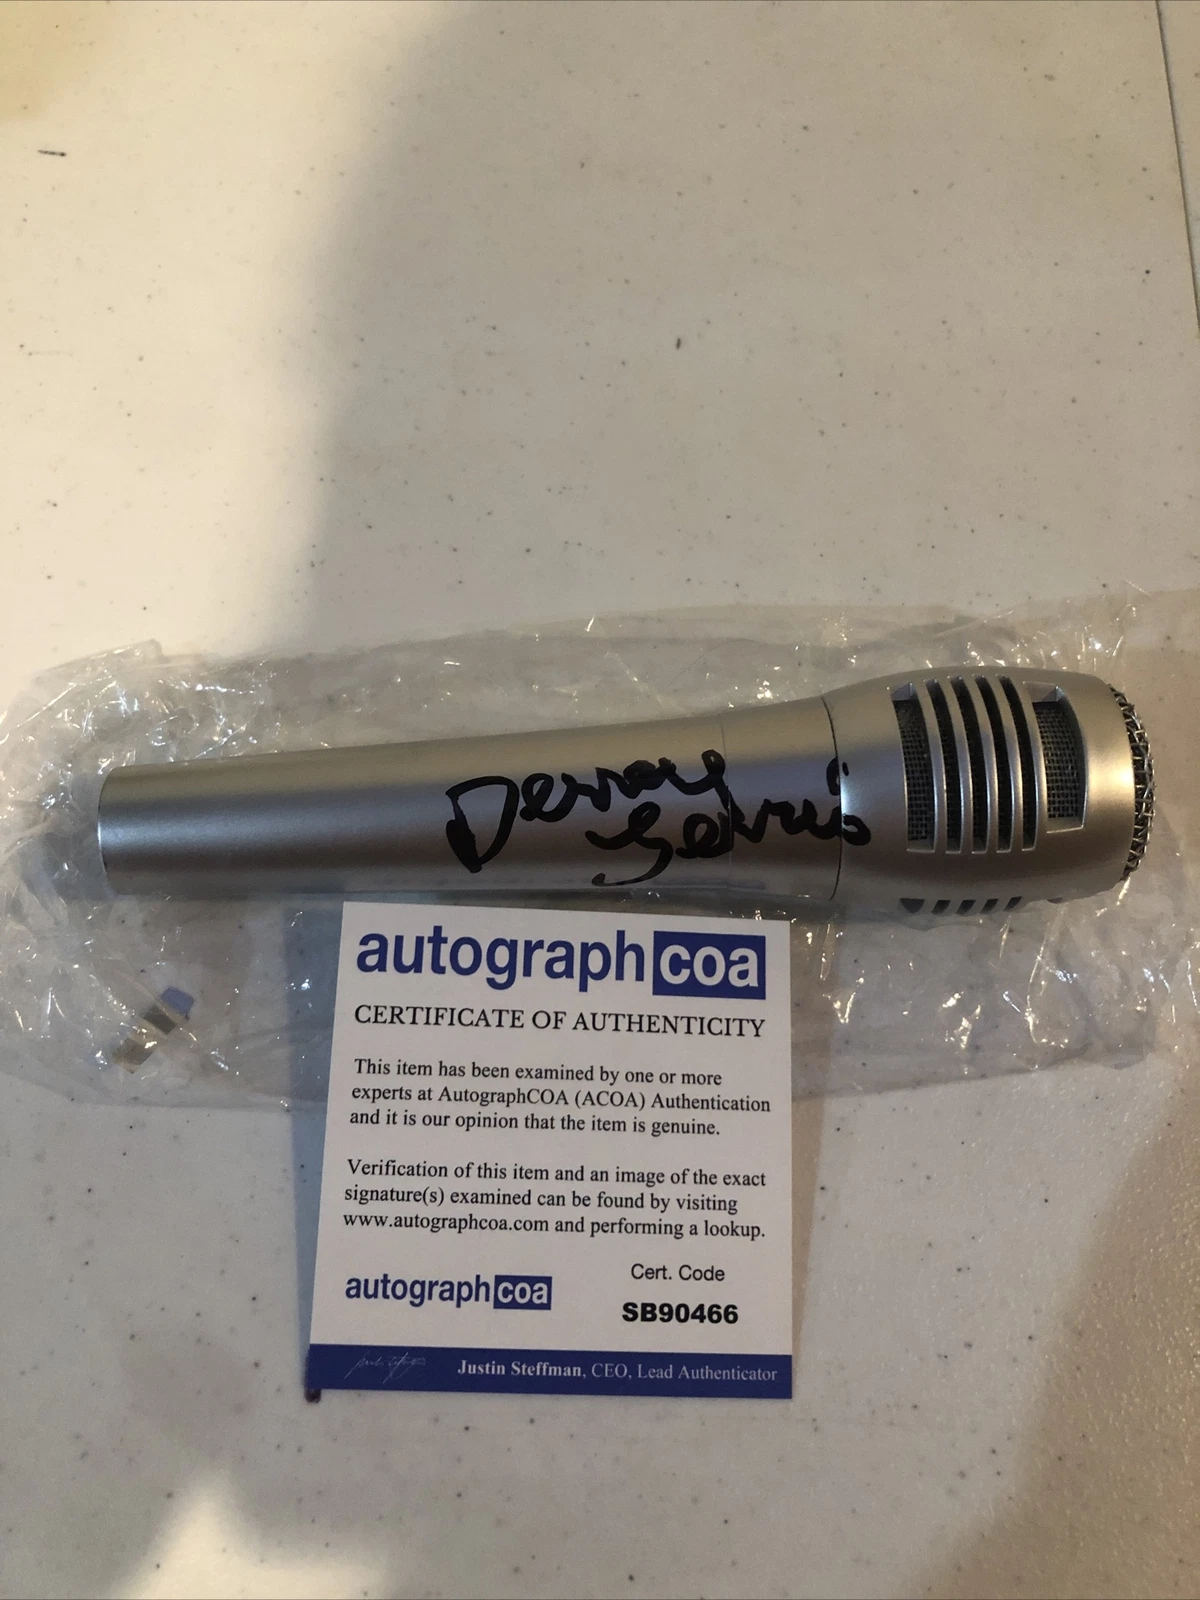 autographcoa
CERTIFICATE OF AUTHENTICITY
This item has been examined by one or more
experts at AutographCOA (ACOA) Authentication
and it is our opinion that the item is genuine.
Verification of this item and an image of the exact
signature(s) examined can be found by visiting
www.autographcoa.com and performing a lookup.
autographcoa
Cert. Code
SB90466
Justin Steffman, CEO, Lead Authenticator